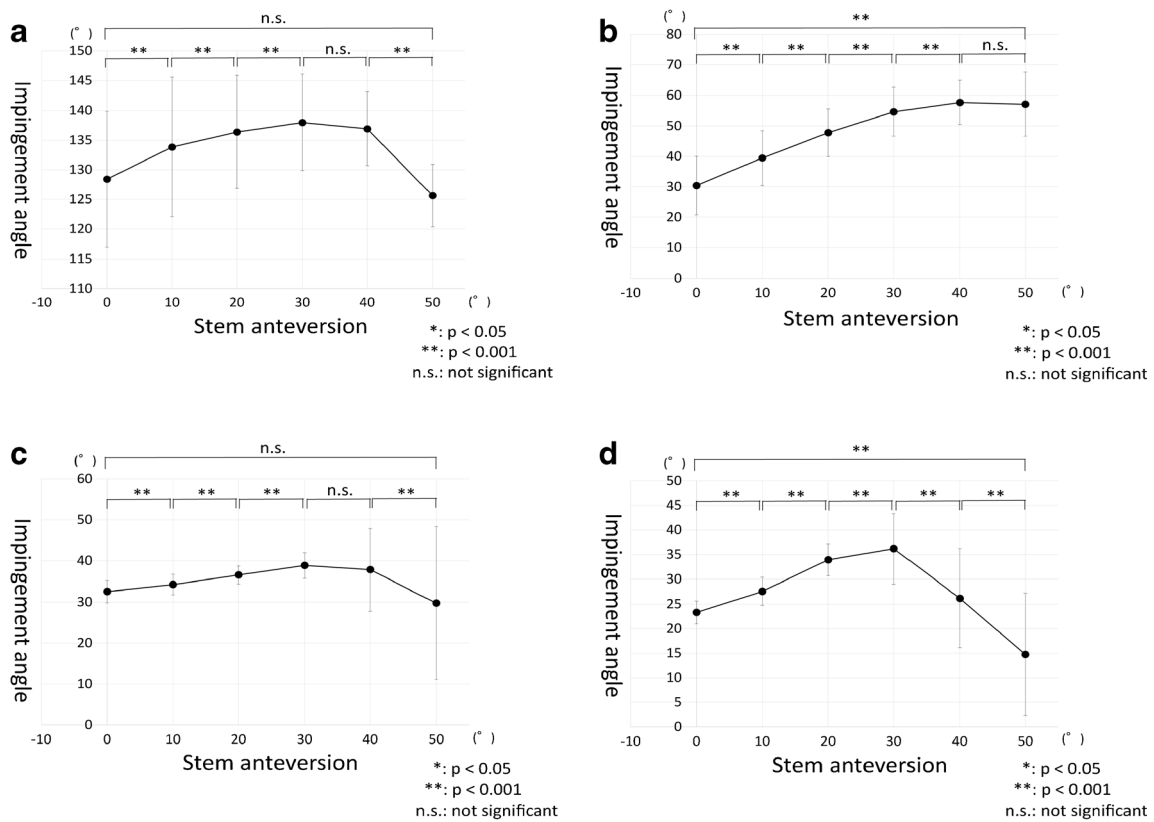 a
n.s.
(° )
** ** ** n.s. **
150
145
140
135
130
125
120
115
110
Impingement angle
-10 0 10 20 30 40 50 (° )
Stem anteversion
*: p < 0.05
**: p < 0.001
n.s.: not significant
b
**
(° )
** ** ** ** n.s.
80
70
60
50
40
30
20
10
0
Impingement angle
-10 0 10 20 30 40 50 (° )
Stem anteversion
*: p < 0.05
**: p < 0.001
n.s.: not significant
c
n.s.
(° )
** ** ** n.s. **
60
50
40
30
20
10
0
Impingement angle
-10 0 10 20 30 40 50 (° )
Stem anteversion
*: p < 0.05
**: p < 0.001
n.s.: not significant
d
**
(° )
** ** ** ** **
50
45
40
35
30
25
20
15
10
5
0
Impingement angle
-10 0 10 20 30 40 50 (° )
Stem anteversion
*: p < 0.05
**: p < 0.001
n.s.: not significant